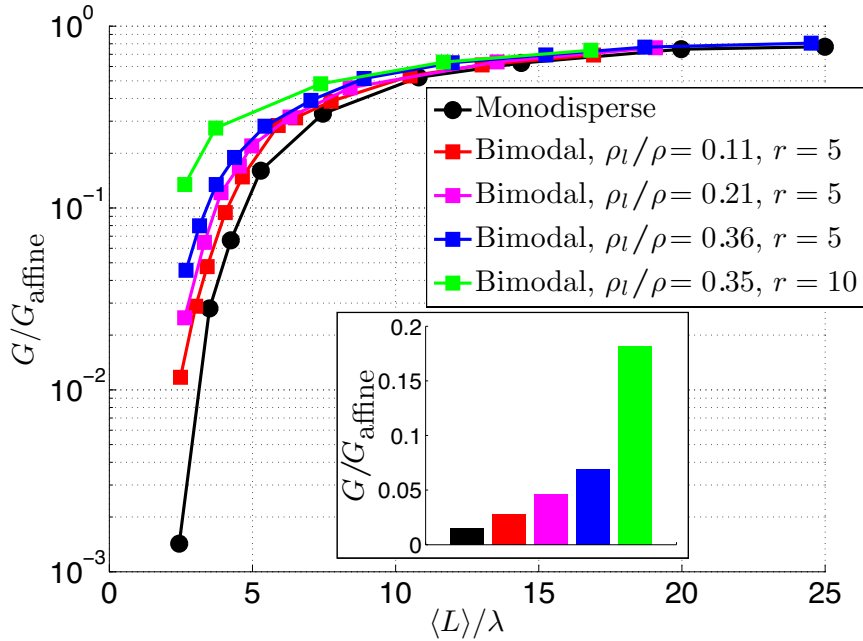 10⁰
10⁻¹
10⁻²
10⁻³
G/G_affine
0 5 10 15 20 25
⟨L⟩/λ
Monodisperse
Bimodal, ρ_l/ρ = 0.11, r = 5
Bimodal, ρ_l/ρ = 0.21, r = 5
Bimodal, ρ_l/ρ = 0.36, r = 5
Bimodal, ρ_l/ρ = 0.35, r = 10
0.2
0.15
0.1
0.05
0
G/G_affine